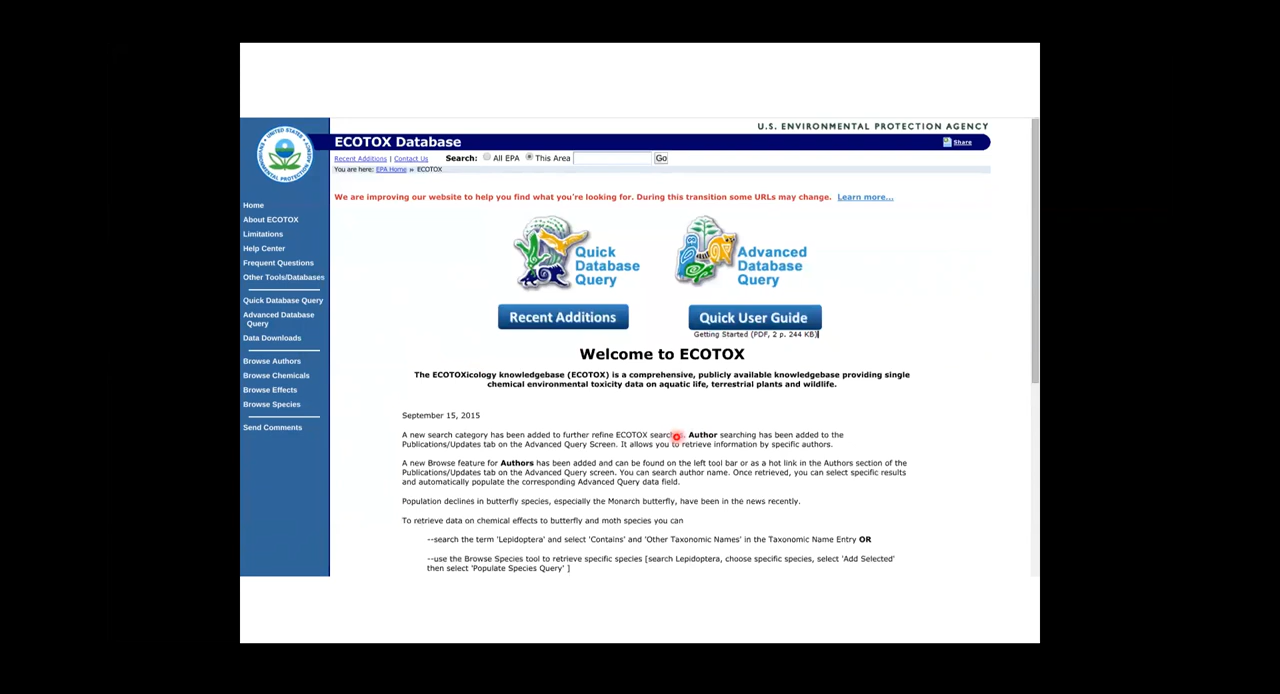 U.S. ENVIRONMENTAL PROTECTION AGENCY
ECOTOX Database
Share
Recent Additions | Contact Us Search: All EPA This Area Go
You are here: EPA Home » ECOTOX
We are improving our website to help you find what you're looking for. During this transition some URLs may change. Learn more...
Home
About ECOTOX
Limitations
Help Center
Frequent Questions
Other Tools/Databases
Quick Database Query
Advanced Database
Query
Data Downloads
Browse Authors
Browse Chemicals
Browse Effects
Browse Species
Send Comments
Quick
Database
Query
Advanced
Database
Query
Recent Additions
Quick User Guide
Getting Started (PDF, 2 p. 244 KB)
Welcome to ECOTOX
The ECOTOXicology knowledgebase (ECOTOX) is a comprehensive, publicly available knowledgebase providing single
chemical environmental toxicity data on aquatic life, terrestrial plants and wildlife.
September 15, 2015
A new search category has been added to further refine ECOTOX Author searching has been added to the
Publications/Updates tab on the Advanced Query Screen. It allows you to retrieve information by specific authors.
A new Browse feature for Authors has been added and can be found on the left tool bar or as a hot link in the Authors section of the
Publications/Updates tab on the Advanced Query screen. You can search author name. Once retrieved, you can select specific results
and automatically populate the corresponding Advanced Query data field.
Population declines in butterfly species, especially the Monarch butterfly, have been in the news recently.
To retrieve data on chemical effects to butterfly and moth species you can
--search the term 'Lepidoptera' and select 'Contains' and 'Other Taxonomic Names' in the Taxonomic Name Entry OR
--use the Browse Species tool to retrieve specific species [search Lepidoptera, choose specific species, select 'Add Selected'
then select 'Populate Species Query' ]